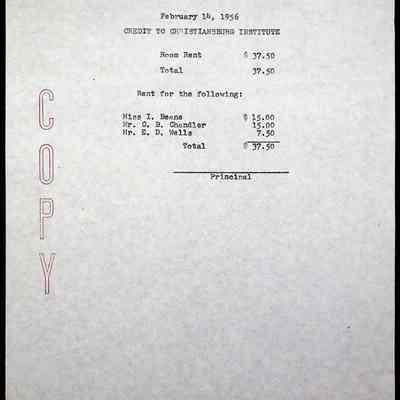 February 14, 1956
CREDIT TO CHRISTIANSBURG INSTITUTE
Room Rent $ 37.50
Total 37.50
Rent for the following:
Miss I. Beans $ 15.00
Mr. C. B. Chandler 15.00
Mr. E. D. Wells 7.50
Total $ 37.50
Principal
COPY